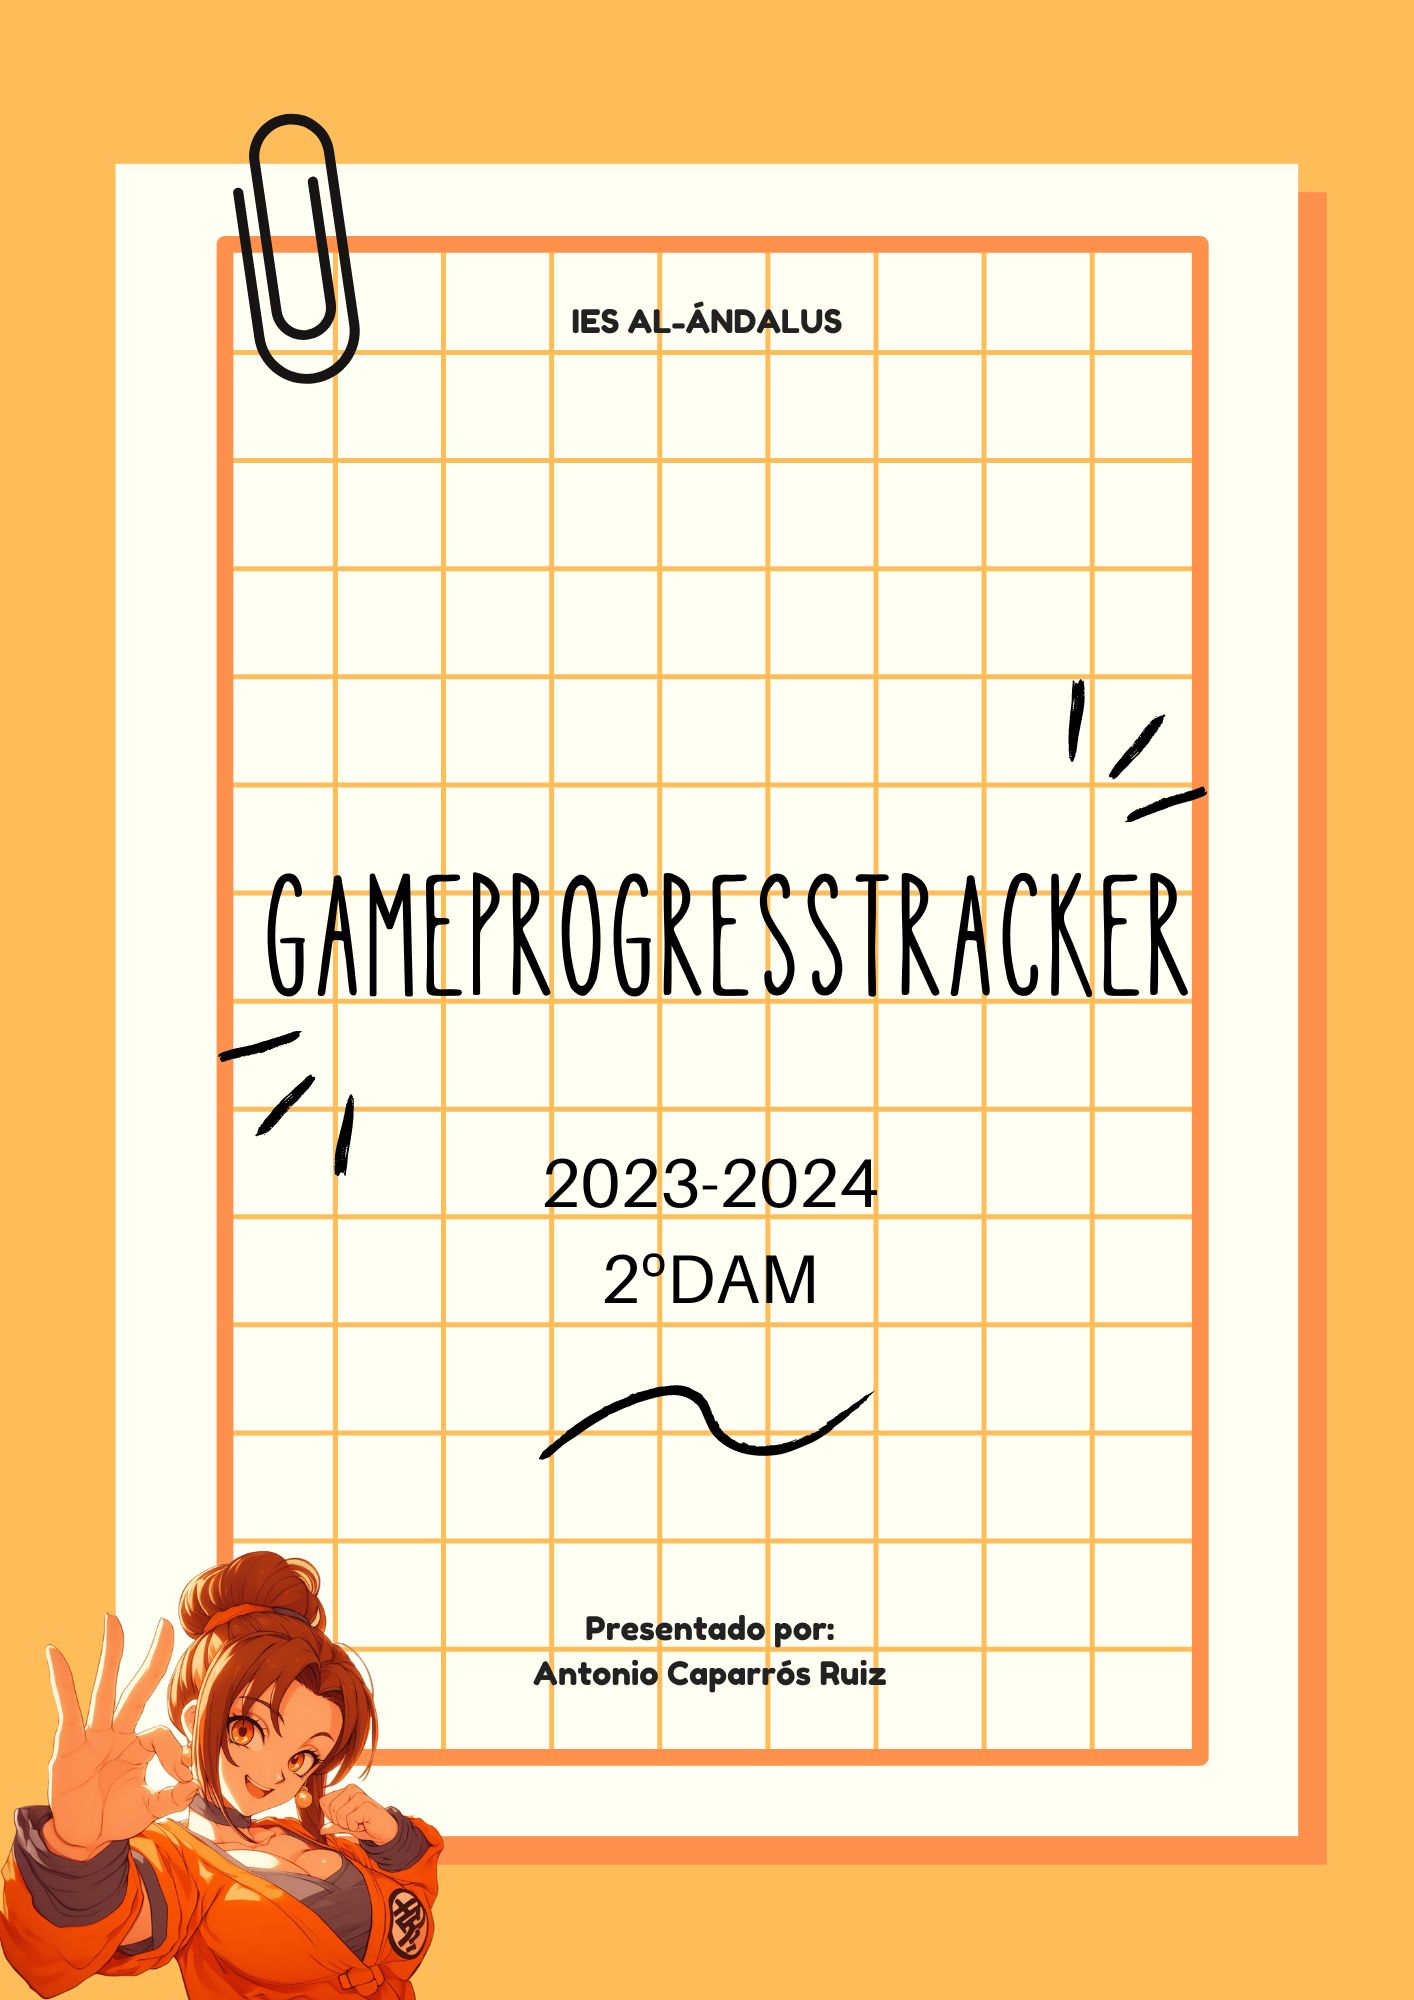 IES AL-ÁNDALUS
GAMEPROGRESSTRACKER
2023-2024
2ºDAM
Presentado por:
Antonio Caparrós Ruiz